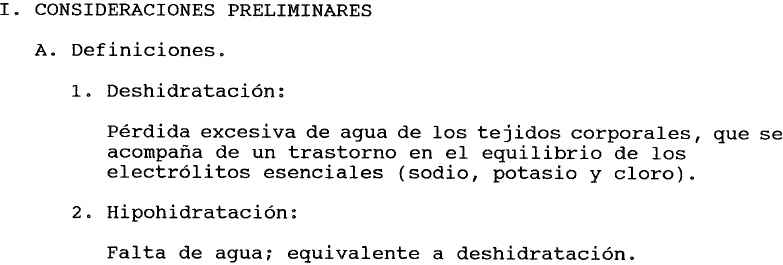 I. CONSIDERACIONES PRELIMINARES
A. Definiciones.
1. Deshidratación:
Pérdida excesiva de agua de los tejidos corporales, que se
acompaña de un trastorno en el equilibrio de los
electrólitos esenciales (sodio, potasio y cloro).
2. Hipohidratación:
Falta de agua; equivalente a deshidratación.